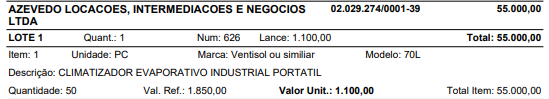 AZEVEDO LOCACOES, INTERMEDIACOES E NEGOCIOS LTDA 02.029.274/0001-39 55.000,00
LOTE 1 Quant.: 1 Num: 626 Lance: 1.100,00 Total: 55.000,00
Item: 1 Unidade: PC Marca: Ventisol ou similiar Modelo: 70L
Descrição: CLIMATIZADOR EVAPORATIVO INDUSTRIAL PORTATIL
Quantidade: 50 Val. Ref.: 1.850,00 Valor Unit.: 1.100,00 Total Item: 55.000,00